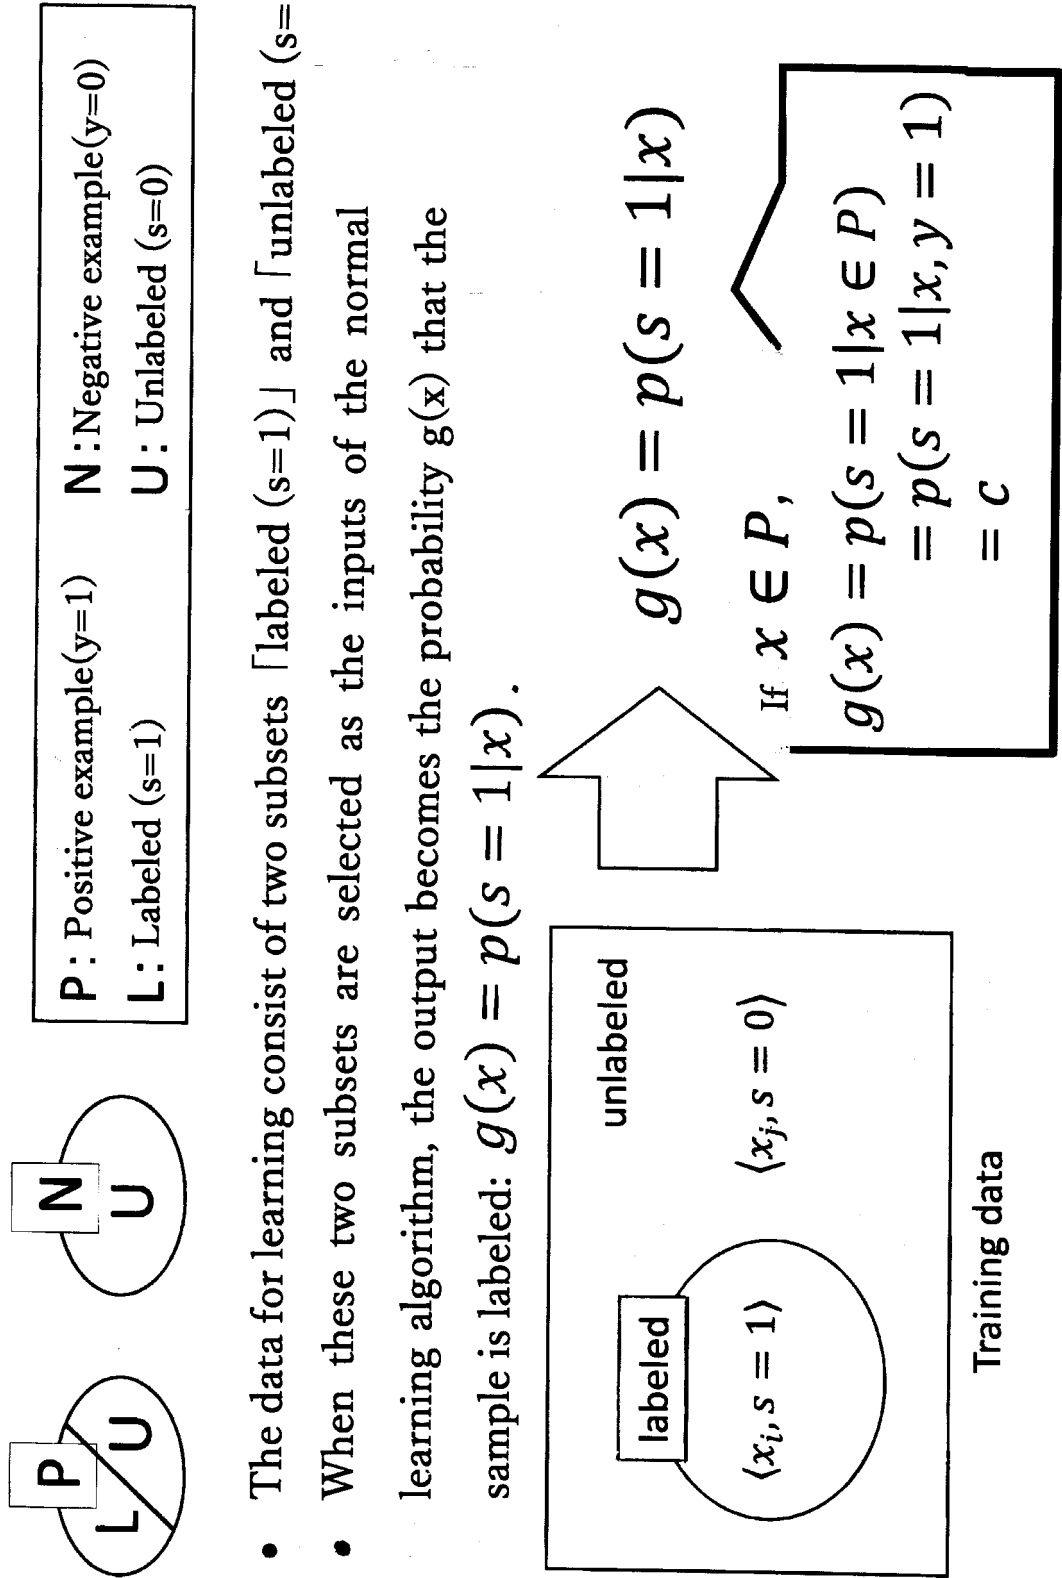 P
L U
N
U
P: Positive example(y=1) N:Negative example(y=0)
L: Labeled (s=1) U: Unlabeled (s=0)
• The data for learning consist of two subsets ｢labeled (s=1)｣ and ｢unlabeled (s=
• When these two subsets are selected as the inputs of the normal
learning algorithm, the output becomes the probability g(x) that the
sample is labeled: g(x) = p(s = 1|x).
labeled
⟨xᵢ, s = 1⟩
unlabeled
⟨xⱼ, s = 0⟩
Training data
g(x) = p(s = 1|x)
If x ∈ P,
g(x) = p(s = 1|x ∈ P)
= p(s = 1|x, y = 1)
= c